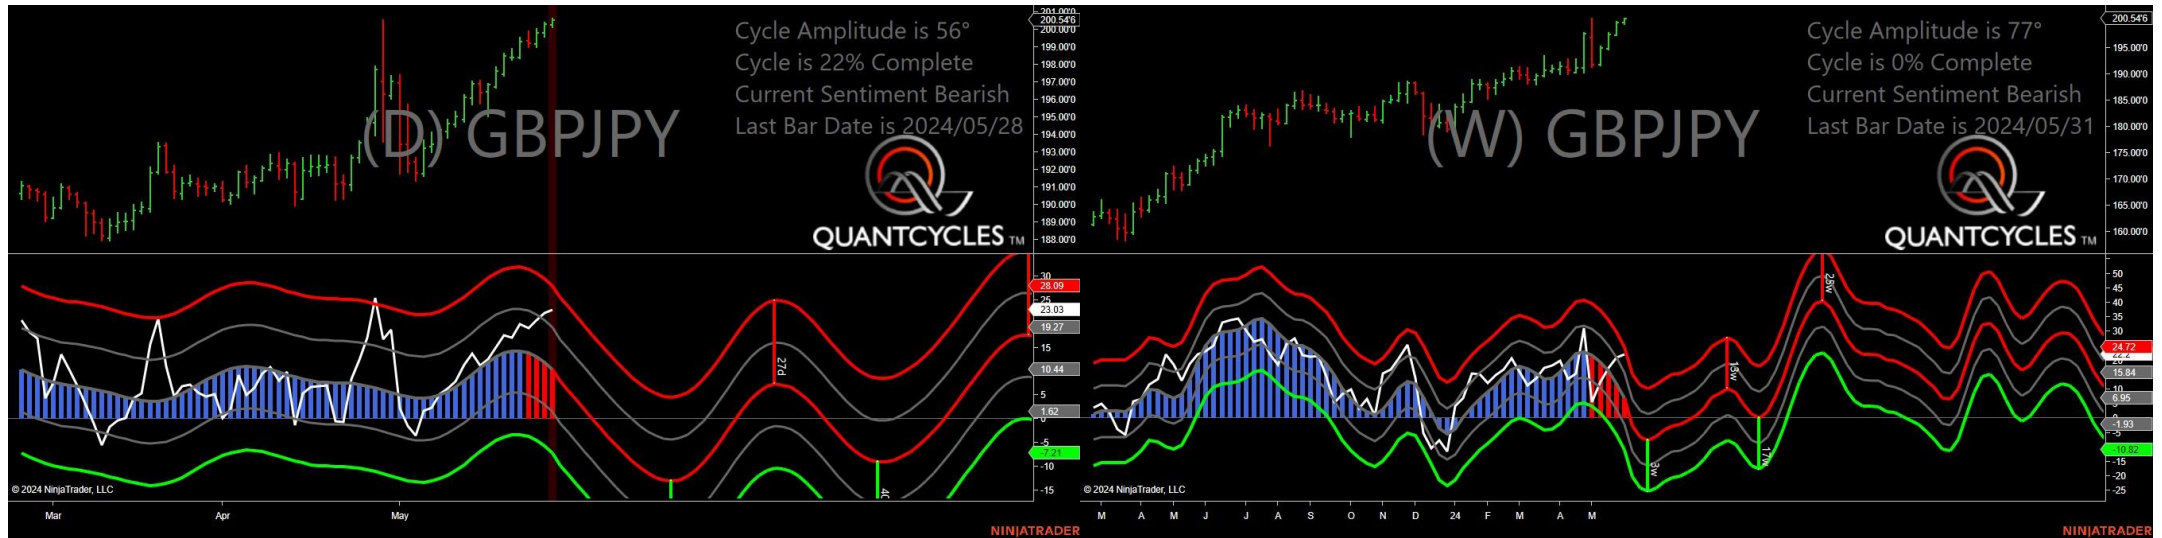 201.00'0
200.54'6
200.00'0
199.00'0
198.00'0
197.00'0
196.00'0
195.00'0
194.00'0
193.00'0
192.00'0
191.00'0
190.00'0
189.00'0
188.00'0
Cycle Amplitude is 56°
Cycle is 22% Complete
Current Sentiment Bearish
Last Bar Date is 2024/05/28
(D) GBPJPY
QUANTCYCLES TM
30
28.09
25
23.03
19.27
15
10.44
5
1.62
0
-5
-7.21
-10
-15
27d
© 2024 NinjaTrader, LLC
Mar Apr May
NINJATRADER
200.54'6
195.00'0
190.00'0
185.00'0
180.00'0
175.00'0
170.00'0
165.00'0
160.00'0
Cycle Amplitude is 77°
Cycle is 0% Complete
Current Sentiment Bearish
Last Bar Date is 2024/05/31
(W) GBPJPY
QUANTCYCLES TM
50
45
40
35
30
24.72
22.2
15.84
10
6.95
-1.93
-5
-10.82
-15
-20
-25
3w
13w
17w
28w
© 2024 NinjaTrader, LLC
M A M J J A S O N D 24 F M A M
NINJATRADER